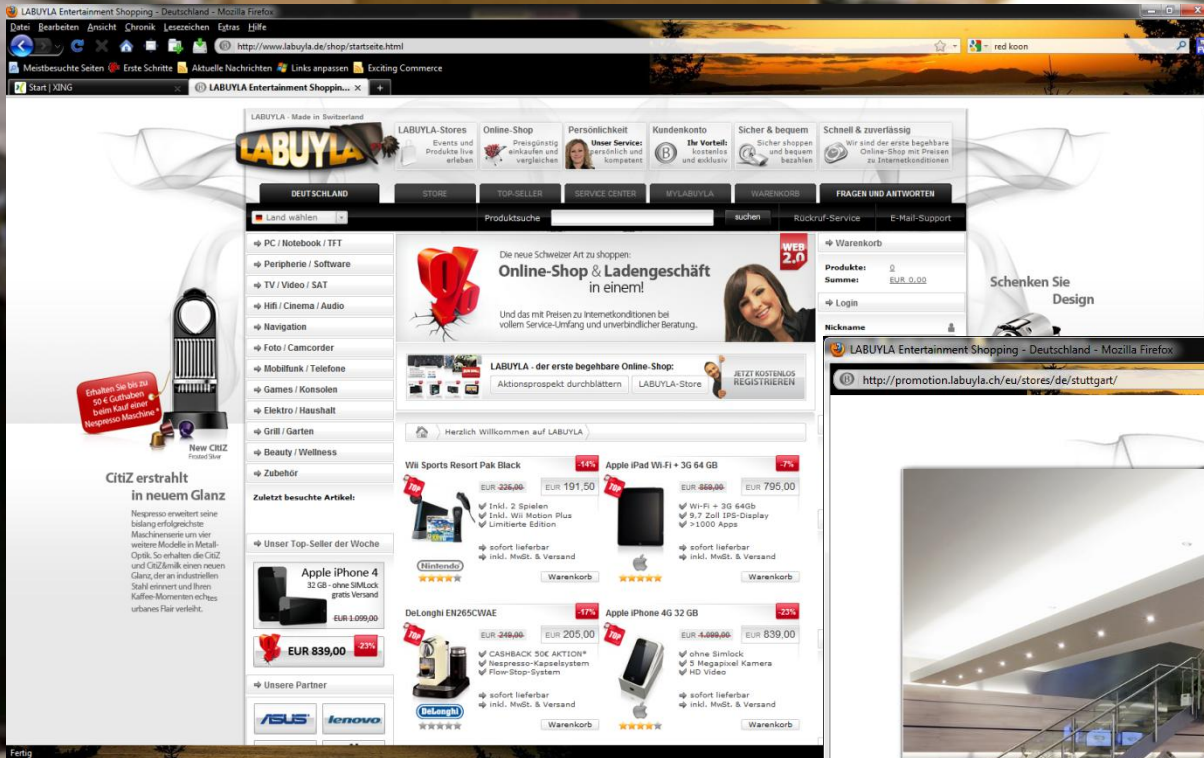 LABUYLA Entertainment Shopping - Deutschland - Mozilla Firefox
Datei Bearbeiten Ansicht Chronik Lesezeichen Extras Hilfe
http://www.labuyla.de/shop/startseite.html
red koon
Meistbesuchte Seiten Erste Schritte Aktuelle Nachrichten Links anpassen Exciting Commerce
Start | XING
LABUYLA Entertainment Shoppin...
LABUYLA - Made in Switzerland
LABUYLA
LABUYLA-Stores
Events und
Produkte live
erleben
Online-Shop
Preisgünstig
einkaufen und
vergleichen
Persönlichkeit
Unser Service:
persönlich und
kompetent
Kundenkonto
Ihr Vorteil:
kostenlos
und exklusiv
Sicher & bequem
Sicher shoppen
und bequem
bezahlen
Schnell & zuverlässig
Wir sind der erste begehbare
Online-Shop mit Preisen
zu Internetkonditionen
DEUTSCHLAND STORE TOP-SELLER SERVICE CENTER MYLABUYLA WARENKORB FRAGEN UND ANTWORTEN
Land wählen Produktsuche suchen Rückruf-Service E-Mail-Support
PC / Notebook / TFT
Peripherie / Software
TV / Video / SAT
Hifi / Cinema / Audio
Navigation
Foto / Camcorder
Mobilfunk / Telefone
Games / Konsolen
Elektro / Haushalt
Grill / Garten
Beauty / Wellness
Zubehör
Zuletzt besuchte Artikel:
Unser Top-Seller der Woche
Apple iPhone 4
32 GB - ohne SIMLock
gratis Versand
EUR 1.099,00
EUR 839,00 -23%
Unsere Partner
ASUS lenovo
Die neue Schweizer Art zu shoppen:
Online-Shop & Ladengeschäft
in einem!
Und das mit Preisen zu Internetkonditionen bei
vollem Service-Umfang und unverbindlicher Beratung.
WEB
2.0
%
LABUYLA - der erste begehbare Online-Shop:
Aktionsprospekt durchblättern LABUYLA-Store
JETZT KOSTENLOS
REGISTRIEREN
Herzlich Willkommen auf LABUYLA
Wii Sports Resort Pak Black -14%
TOP
EUR 225,00 EUR 191,50
Inkl. 2 Spielen
Inkl. Wii Motion Plus
Limitierte Edition
sofort lieferbar
inkl. MwSt. & Versand
Nintendo
Warenkorb
Apple iPad Wi-Fi + 3G 64 GB -7%
TOP
EUR 859,00 EUR 795,00
Wi-Fi + 3G 64Gb
9,7 Zoll IPS-Display
>1000 Apps
sofort lieferbar
inkl. MwSt. & Versand
Warenkorb
DeLonghi EN265CWAE -17%
TOP
EUR 249,00 EUR 205,00
CASHBACK 50€ AKTION*
Nespresso-Kapselsystem
Flow-Stop-System
sofort lieferbar
inkl. MwSt. & Versand
DeLonghi
Warenkorb
Apple iPhone 4G 32 GB -23%
TOP
EUR 1.099,00 EUR 839,00
ohne Simlock
5 Megapixel Kamera
HD Video
sofort lieferbar
inkl. MwSt. & Versand
Warenkorb
Warenkorb
Produkte: 0
Summe: EUR 0.00
Login
Nickname
Schenken Sie
Design
Erhalten Sie bis zu
50 € Guthaben
beim Kauf einer
Nespresso Maschine*
New CitiZ
Frosted Silver
CitiZ erstrahlt
in neuem Glanz
Nespresso erweitert seine
bislang erfolgreichste
Maschinenserie um vier
weitere Modelle in Metall-
Optik. So erhalten die CitiZ
und CitiZ&milk einen neuen
Glanz, der an industriellen
Stahl erinnert und Ihren
Kaffee-Momenten echtes
urbanes Flair verleiht.
Fertig
LABUYLA Entertainment Shopping - Deutschland - Mozilla Firefox
http://promotion.labuyla.ch/eu/stores/de/stuttgart/